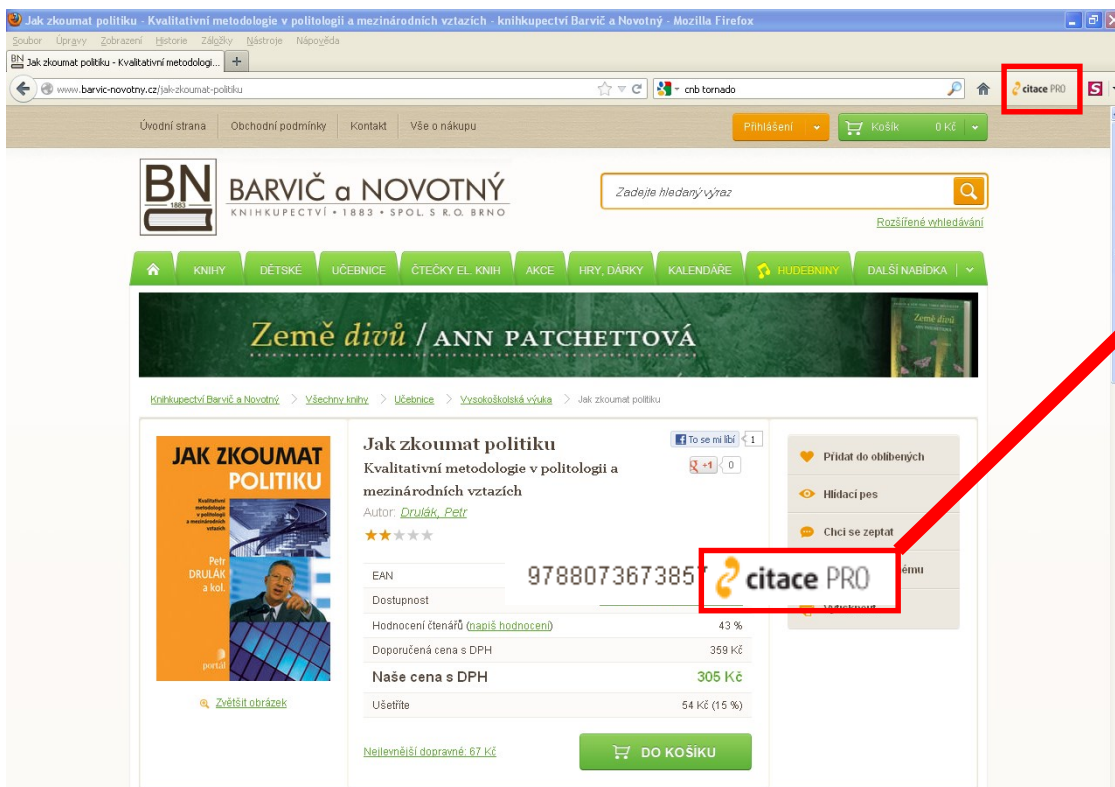 Jak zkoumat politiku - Kvalitativní metodologie v politologii a mezinárodních vztazích - knihkupectví Barvič a Novotný - Mozilla Firefox
Soubor Úpravy Zobrazení Historie Záložky Nástroje Nápověda
BN Jak zkoumat politiku - Kvalitativní metodologi... +
www.barvic-novotny.cz/jak-zkoumat-politiku cnb tornado citace PRO S
Úvodní strana Obchodní podmínky Kontakt Vše o nákupu Přihlášení Košík 0 Kč
BN 1883 BARVIČ a NOVOTNÝ
KNIHKUPECTVÍ • 1883 • SPOL. S R.O. BRNO
Zadejte hledaný výraz
Rozšířené vyhledávání
KNIHY DĚTSKÉ UČEBNICE ČTEČKY EL. KNIH AKCE HRY, DÁRKY KALENDÁŘE HUDEBNINY DALŠÍ NABÍDKA
Země divů / ANN PATCHETTOVÁ
Země divů
Knihkupectví Barvič a Novotný > Všechny knihy > Učebnice > Vysokoškolská výuka > Jak zkoumat politiku
JAK ZKOUMAT
POLITIKU
Kvalitativní
metodologie
v politologii
a mezinárodních
vztazích
Petr
DRULÁK
a kol.
portál
Zvětšit obrázek
Jak zkoumat politiku
Kvalitativní metodologie v politologii a
mezinárodních vztazích
Autor: Drulák, Petr
To se mi líbí 1
+1 0
EAN 9788073673857
citace PRO
Dostupnost
Hodnocení čtenářů (napiš hodnocení) 43 %
Doporučená cena s DPH 359 Kč
Naše cena s DPH 305 Kč
Ušetříte 54 Kč (15 %)
Nejlevnější dopravné: 67 Kč
DO KOŠÍKU
Přidat do oblíbených
Hlídací pes
Chci se zeptat